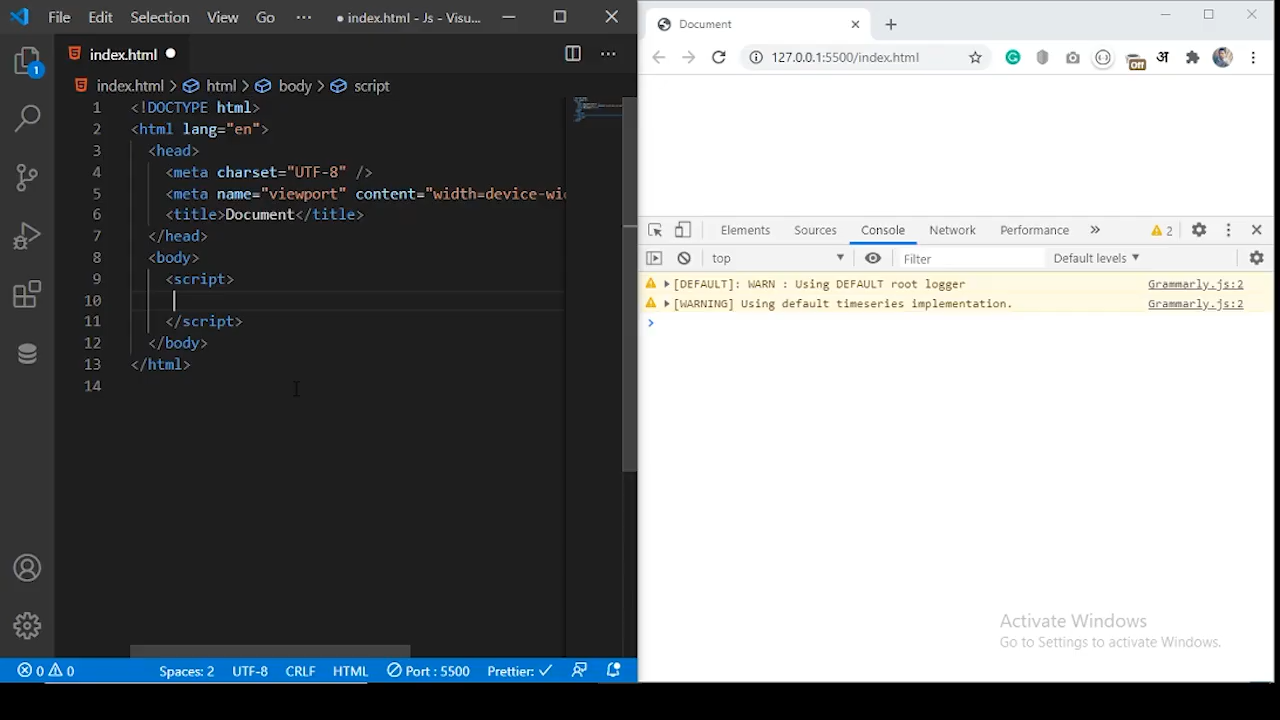 File Edit Selection View Go ··· ● index.html - Js - Visu...
index.html
index.html > html > body > script
1 <!DOCTYPE html>
2 <html lang="en">
3 <head>
4 <meta charset="UTF-8" />
5 <meta name="viewport" content="width=device-wi
6 <title>Document</title>
7 </head>
8 <body>
9 <script>
10
11 </script>
12 </body>
13 </html>
14
1
0 0 Spaces: 2 UTF-8 CRLF HTML Port : 5500 Prettier: ✓
Document
127.0.0.1:5500/index.html
Off अ
Elements Sources Console Network Performance » 2
top Filter Default levels
[DEFAULT]: WARN : Using DEFAULT root logger Grammarly.js:2
[WARNING] Using default timeseries implementation. Grammarly.js:2
Activate Windows
Go to Settings to activate Windows.